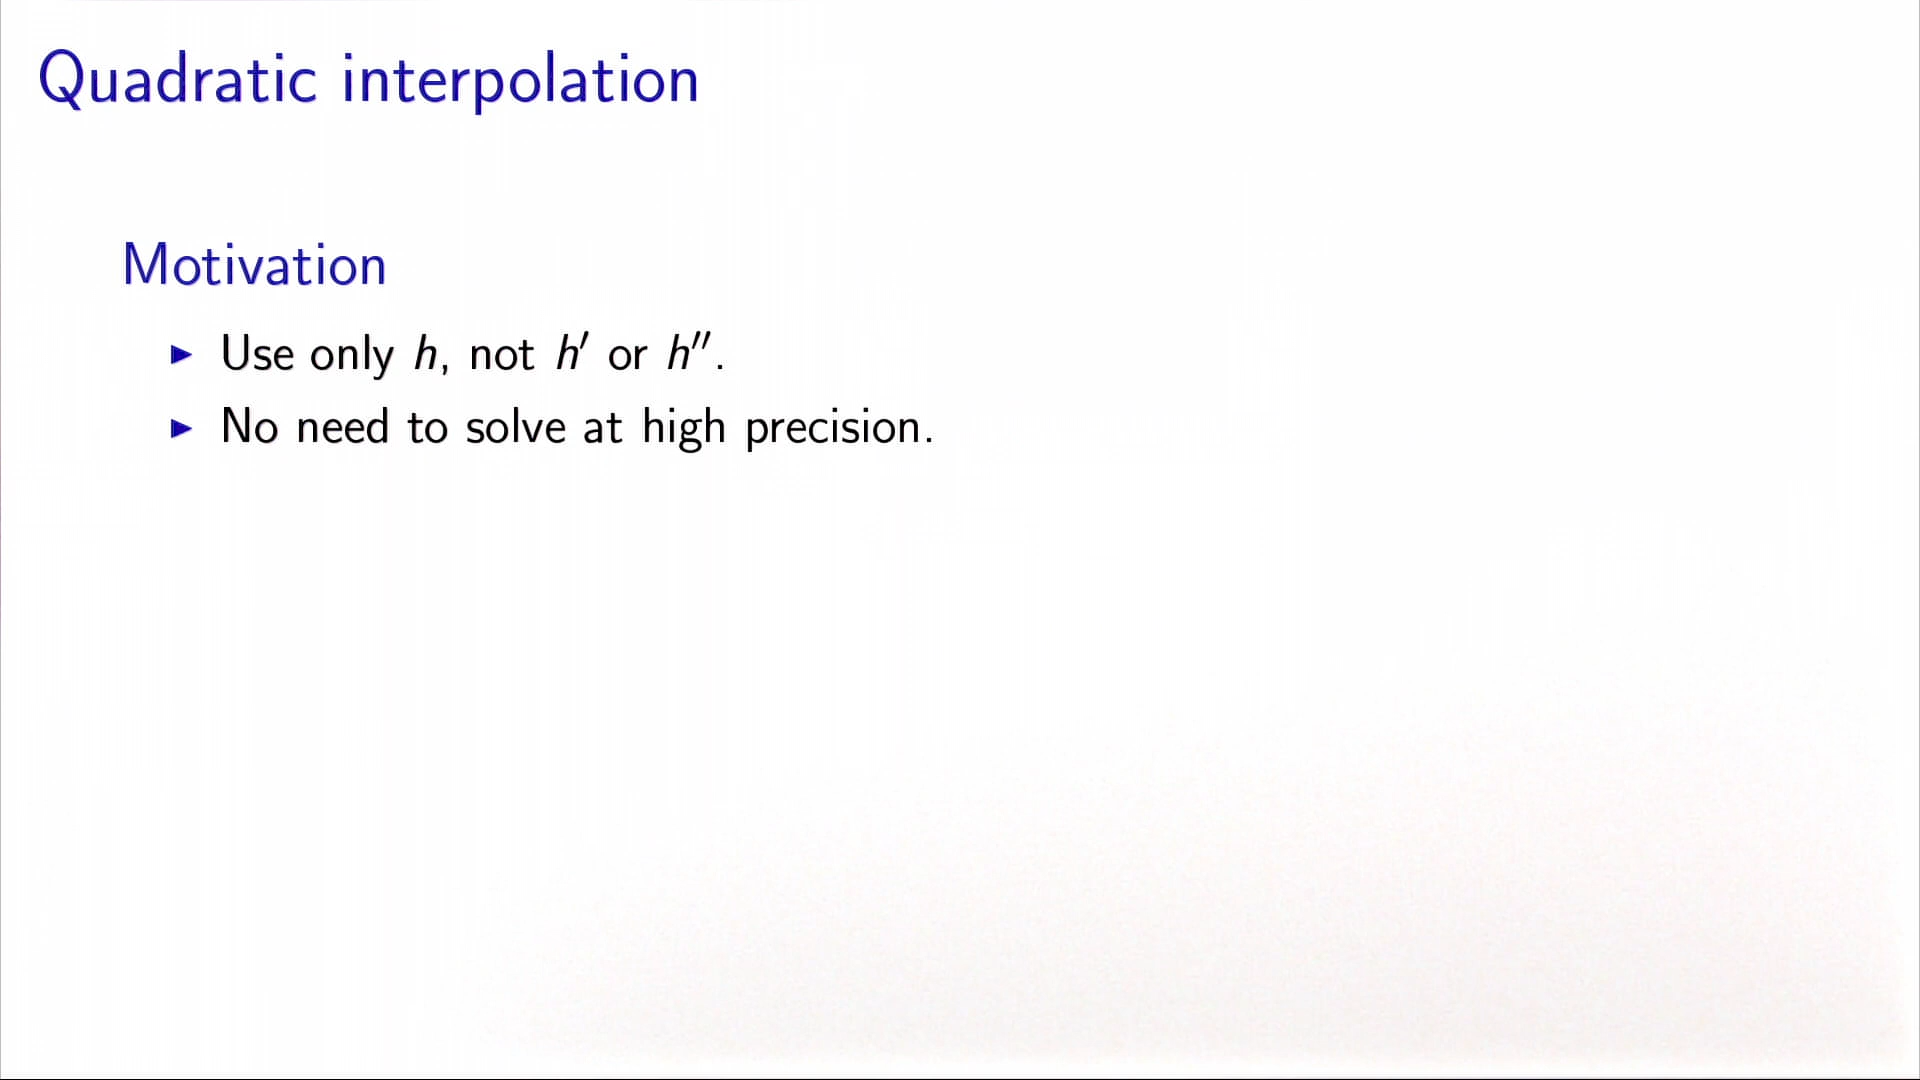 Quadratic interpolation
Motivation
▶ Use only h, not h′ or h″.
▶ No need to solve at high precision.